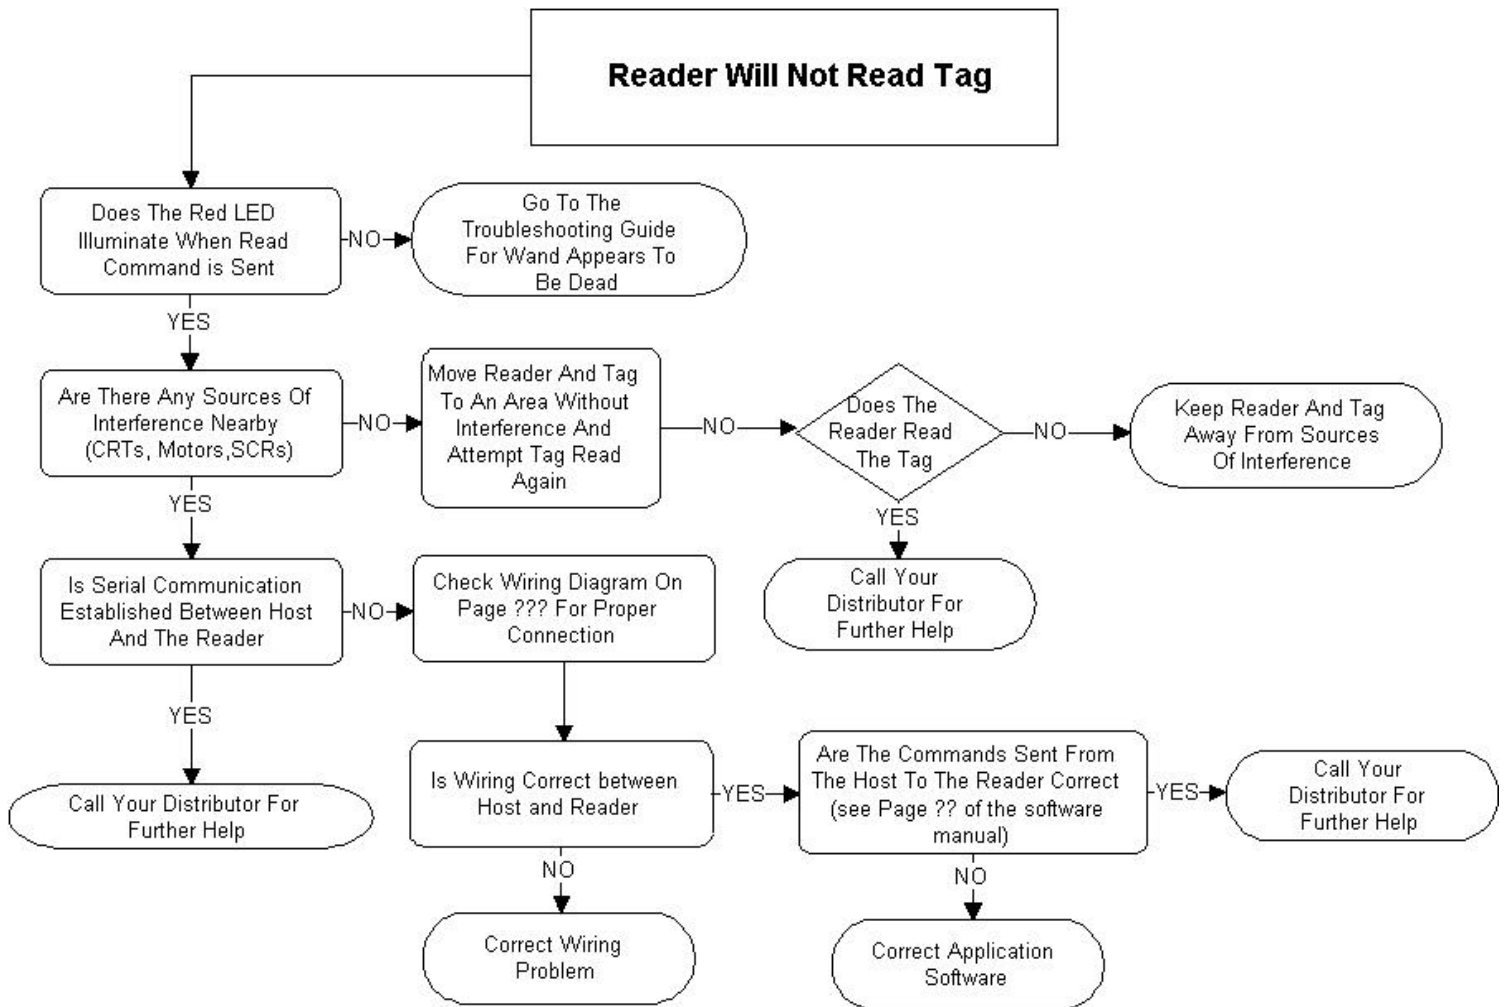 Reader Will Not Read Tag
Does The Red LED
Illuminate When Read
Command is Sent
NO
Go To The
Troubleshooting Guide
For Wand Appears To
Be Dead
YES
Are There Any Sources Of
Interference Nearby
(CRTs, Motors,SCRs)
NO
Move Reader And Tag
To An Area Without
Interference And
Attempt Tag Read
Again
NO
Does The
Reader Read
The Tag
NO
Keep Reader And Tag
Away From Sources
Of Interference
YES
YES
Call Your
Distributor For
Further Help
Is Serial Communication
Established Between Host
And The Reader
NO
Check Wiring Diagram On
Page ??? For Proper
Connection
YES
Call Your Distributor For
Further Help
Is Wiring Correct between
Host and Reader
YES
Are The Commands Sent From
The Host To The Reader Correct
(see Page ?? of the software
manual)
YES
Call Your
Distributor For
Further Help
NO
Correct Wiring
Problem
NO
Correct Application
Software